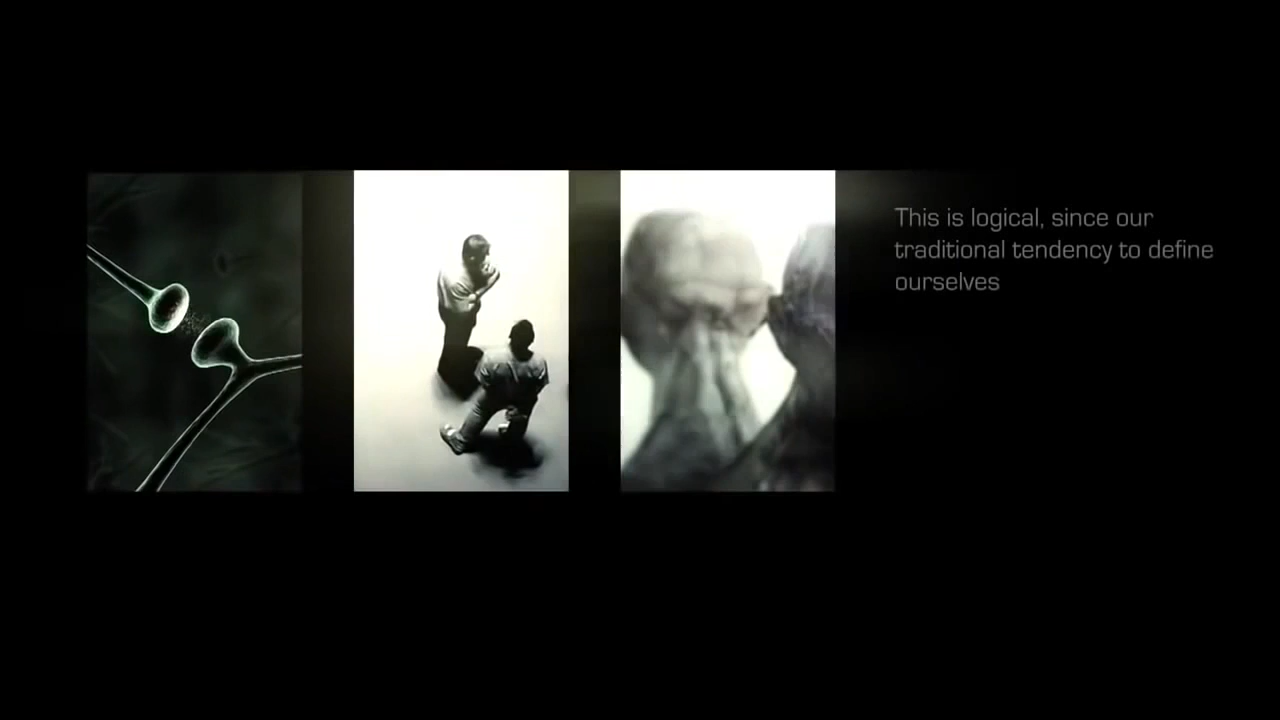 This is logical, since our
traditional tendency to define
ourselves